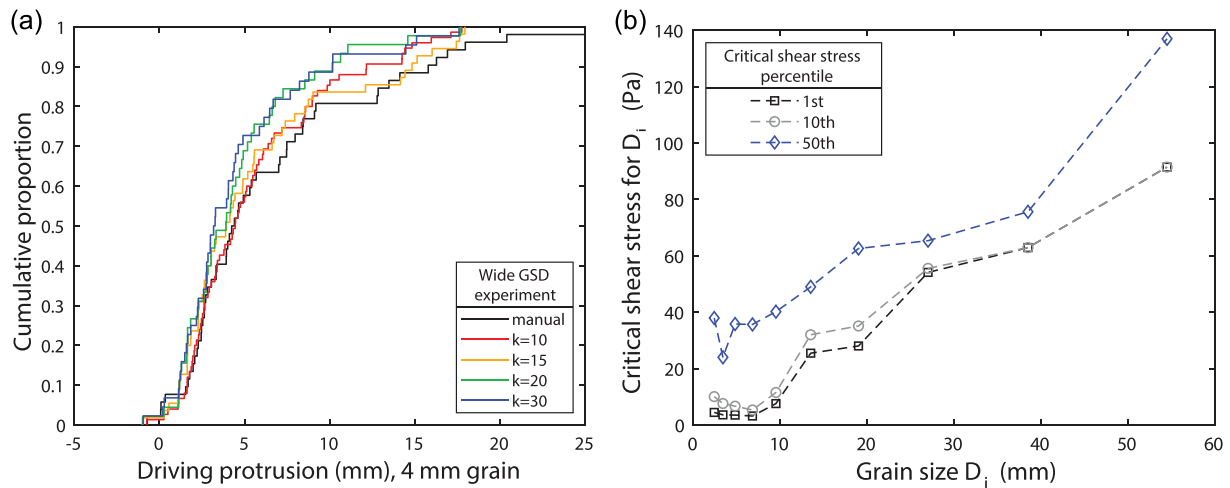 (a)
1
0.9
0.8
0.7
0.6
0.5
0.4
0.3
0.2
0.1
0
Cumulative proportion
-5
0
5
10
15
20
25
Driving protrusion (mm), 4 mm grain
Wide GSD
experiment
manual
k=10
k=15
k=20
k=30
(b)
140
120
100
80
60
40
20
0
Critical shear stress for Di (Pa)
0
10
20
30
40
50
60
Grain size Di (mm)
Critical shear stress
percentile
1st
10th
50th